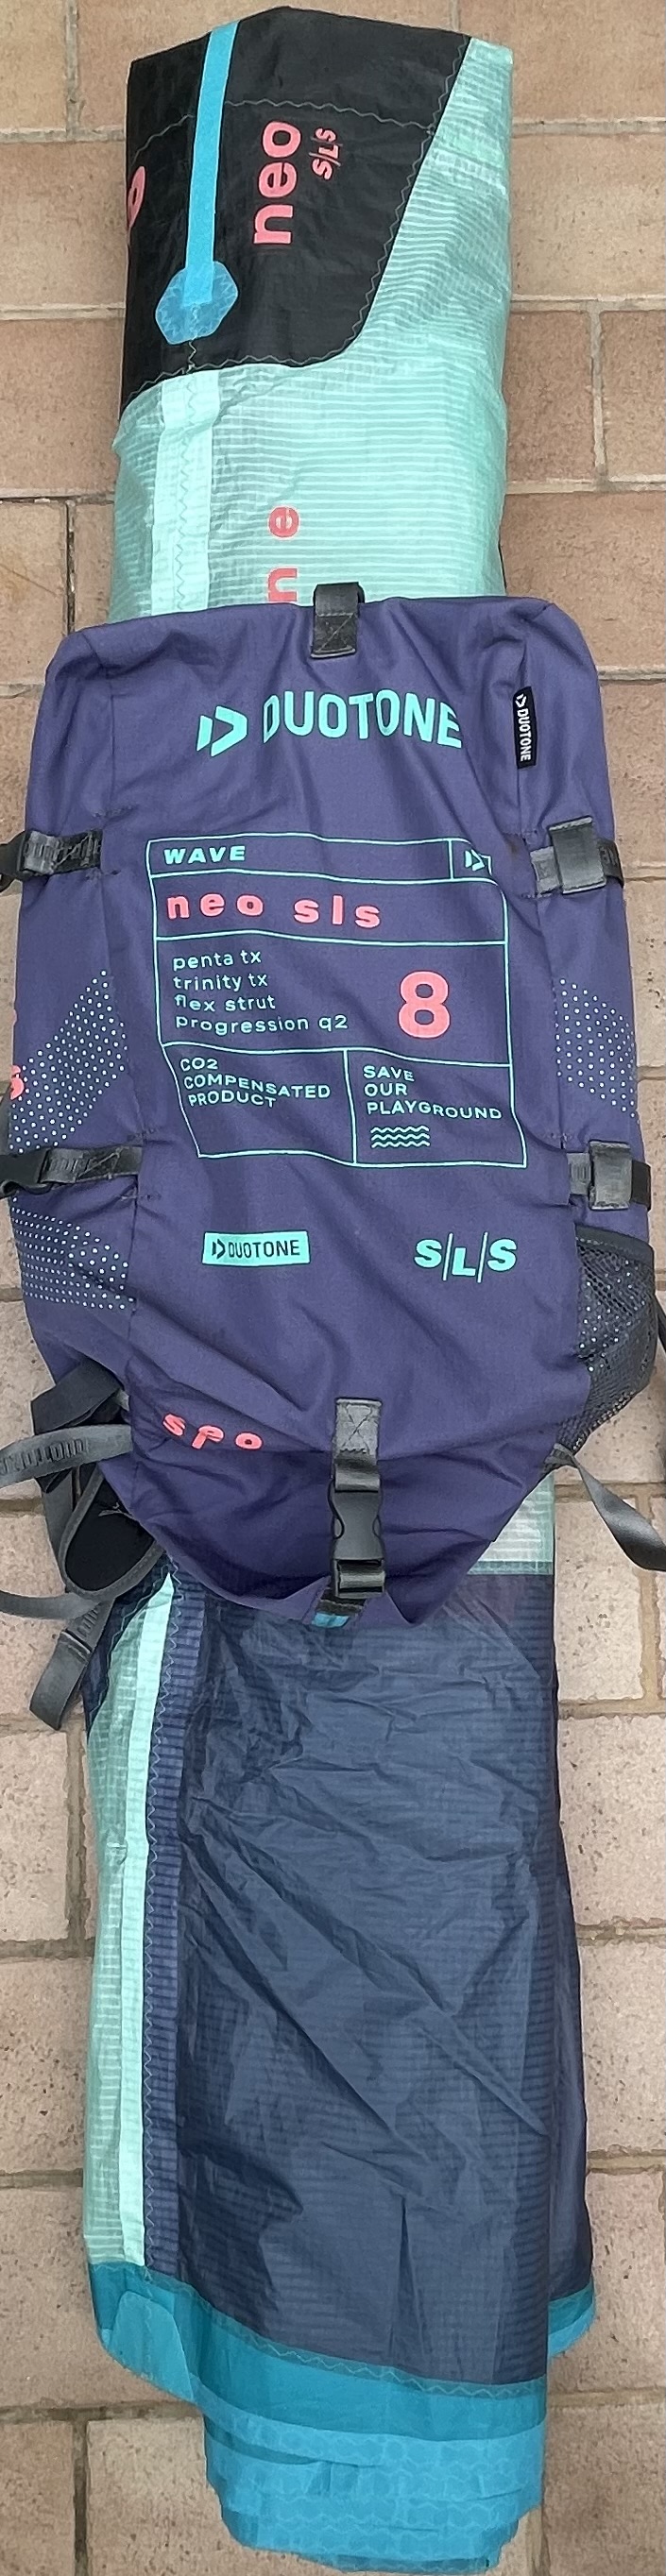 neo
S/L/S
n e
DUOTONE
DUOTONE
WAVE
neo sls
penta tx
trinity tx
flex strut
progression q2
8
CO2
COMPENSATED
PRODUCT
SAVE
OUR
PLAYGROUND
DUOTONE
S/L/S
spo